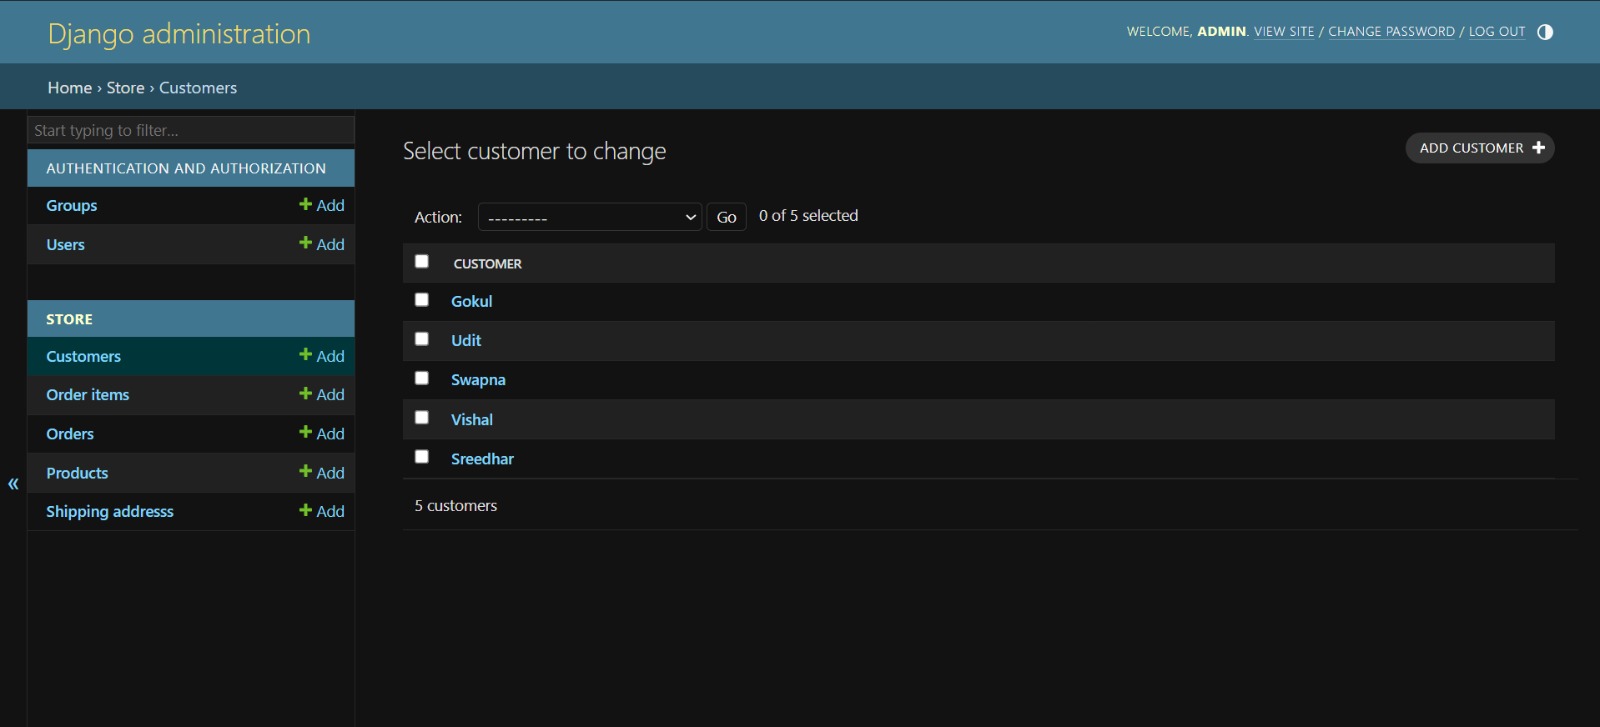 Django administration
WELCOME, ADMIN. VIEW SITE / CHANGE PASSWORD / LOG OUT
Home › Store › Customers
Start typing to filter...
AUTHENTICATION AND AUTHORIZATION
Groups + Add
Users + Add
STORE
Customers + Add
Order items + Add
Orders + Add
Products + Add
Shipping addresss + Add
«
Select customer to change
ADD CUSTOMER +
Action: --------- Go 0 of 5 selected
CUSTOMER
Gokul
Udit
Swapna
Vishal
Sreedhar
5 customers